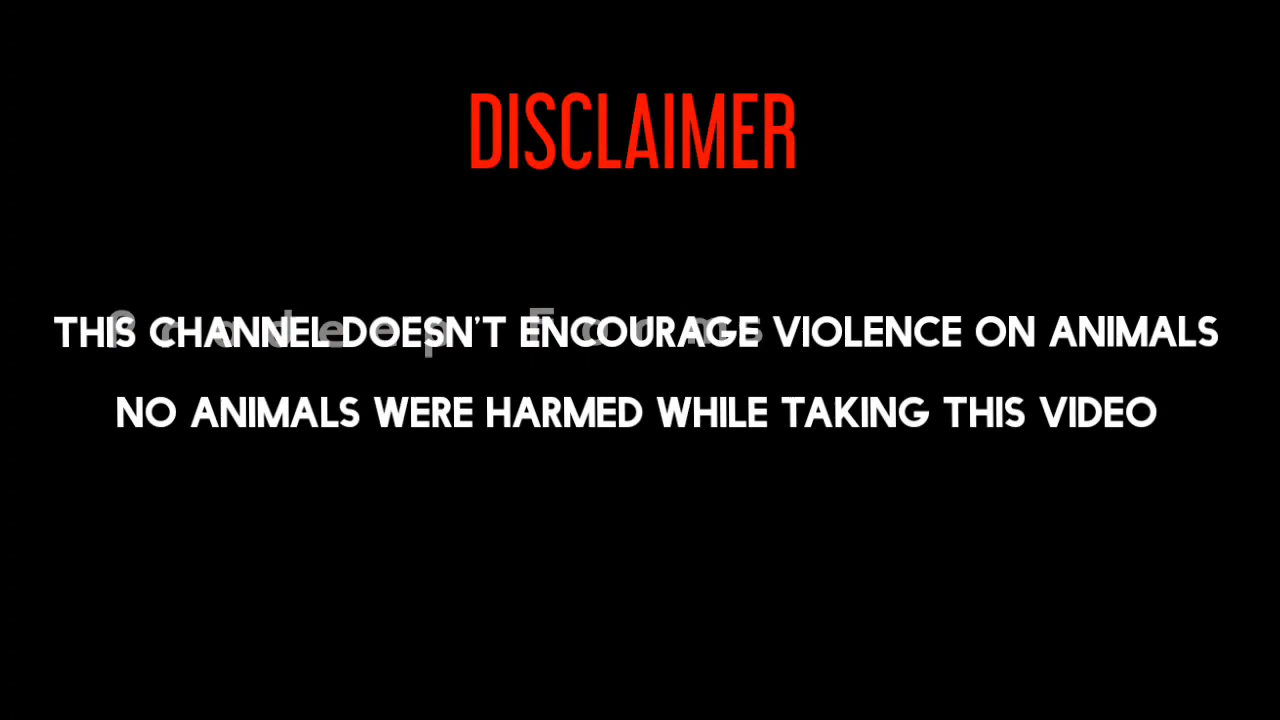 DISCLAIMER
THIS CHANNEL DOESN'T ENCOURAGE VIOLENCE ON ANIMALS
NO ANIMALS WERE HARMED WHILE TAKING THIS VIDEO